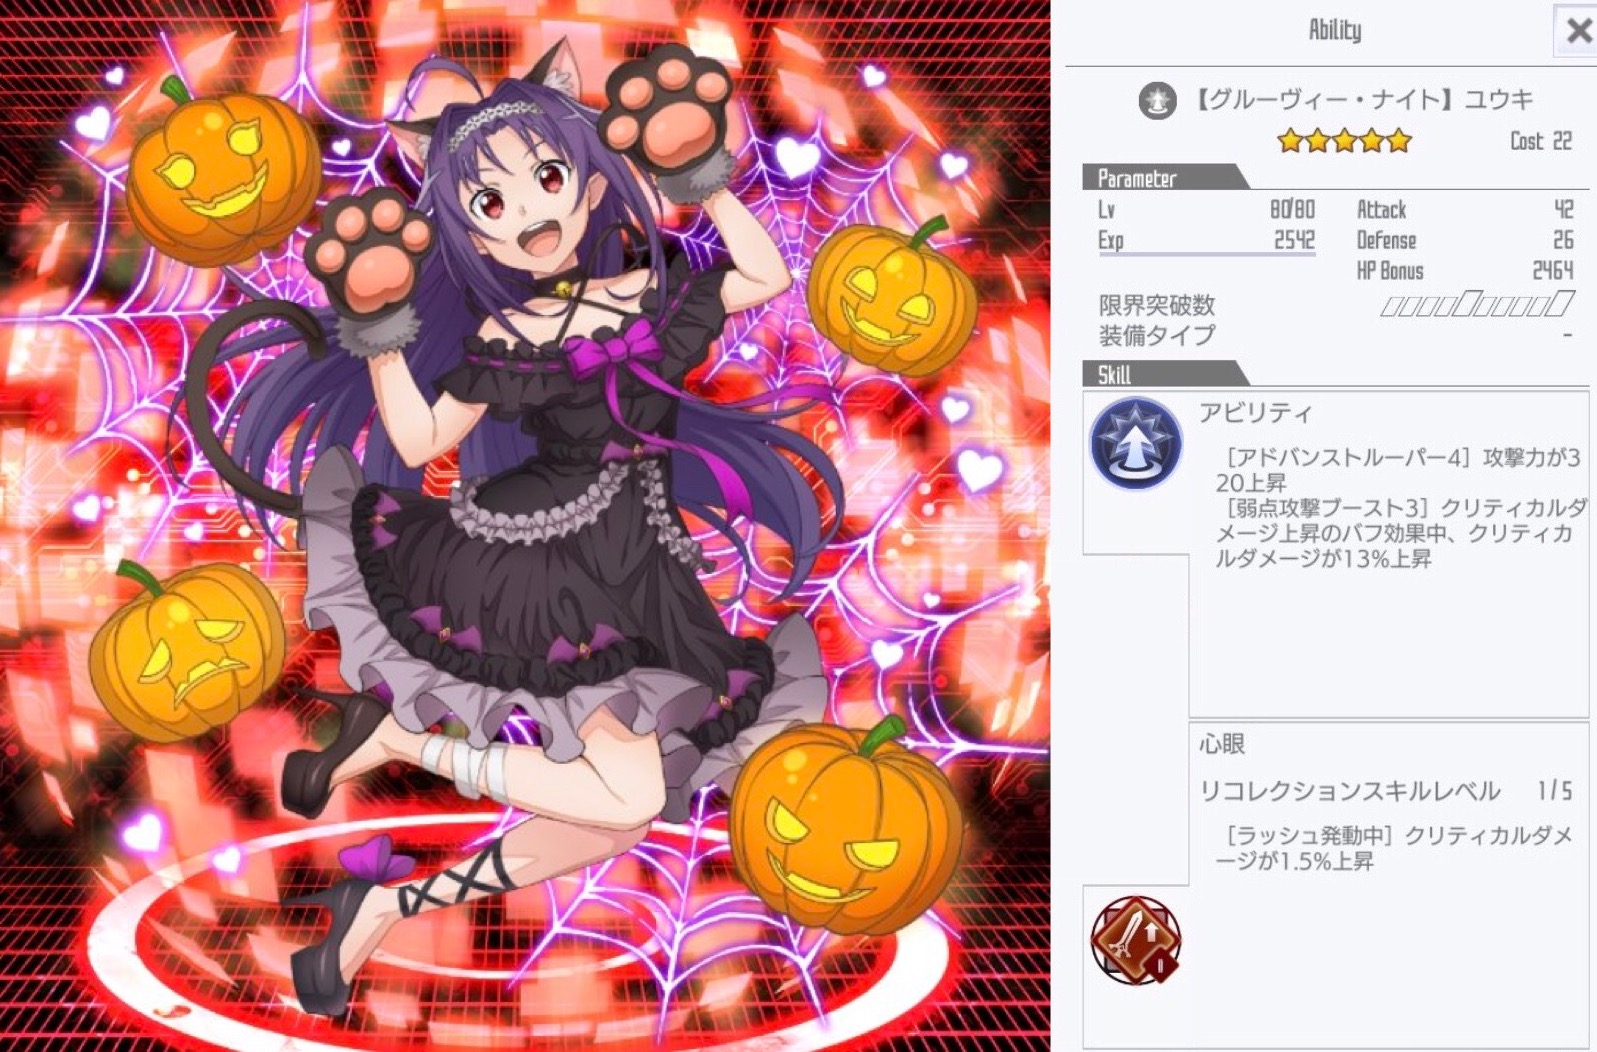 Ability
【グルーヴィー・ナイト】ユウキ
Cost 22
Parameter
Lv 80/80
Attack 42
Exp 2542
Defense 26
HP Bonus 2464
限界突破数
装備タイプ -
Skill
アビリティ
［アドバンストルーパー4］攻撃力が3
20上昇
［弱点攻撃ブースト3］クリティカルダ
メージ上昇のバフ効果中、クリティカ
ルダメージが13%上昇
心眼
リコレクションスキルレベル 1/5
［ラッシュ発動中］クリティカルダメ
ージが1.5%上昇